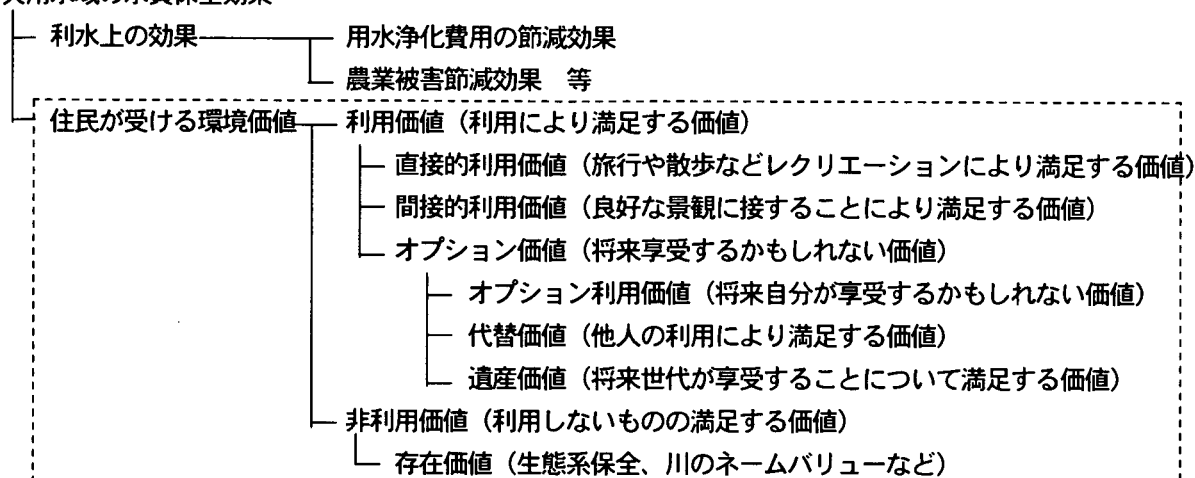 利水上の効果 用水浄化費用の節減効果
農業被害節減効果 等
住民が受ける環境価値 利用価値(利用により満足する価値)
直接的利用価値(旅行や散歩などレクリエーションにより満足する価値)
間接的利用価値(良好な景観に接することにより満足する価値)
オプション価値(将来享受するかもしれない価値)
オプション利用価値(将来自分が享受するかもしれない価値)
代替価値(他人の利用により満足する価値)
遺産価値(将来世代が享受することについて満足する価値)
非利用価値(利用しないものの満足する価値)
存在価値(生態系保全、川のネームバリューなど)